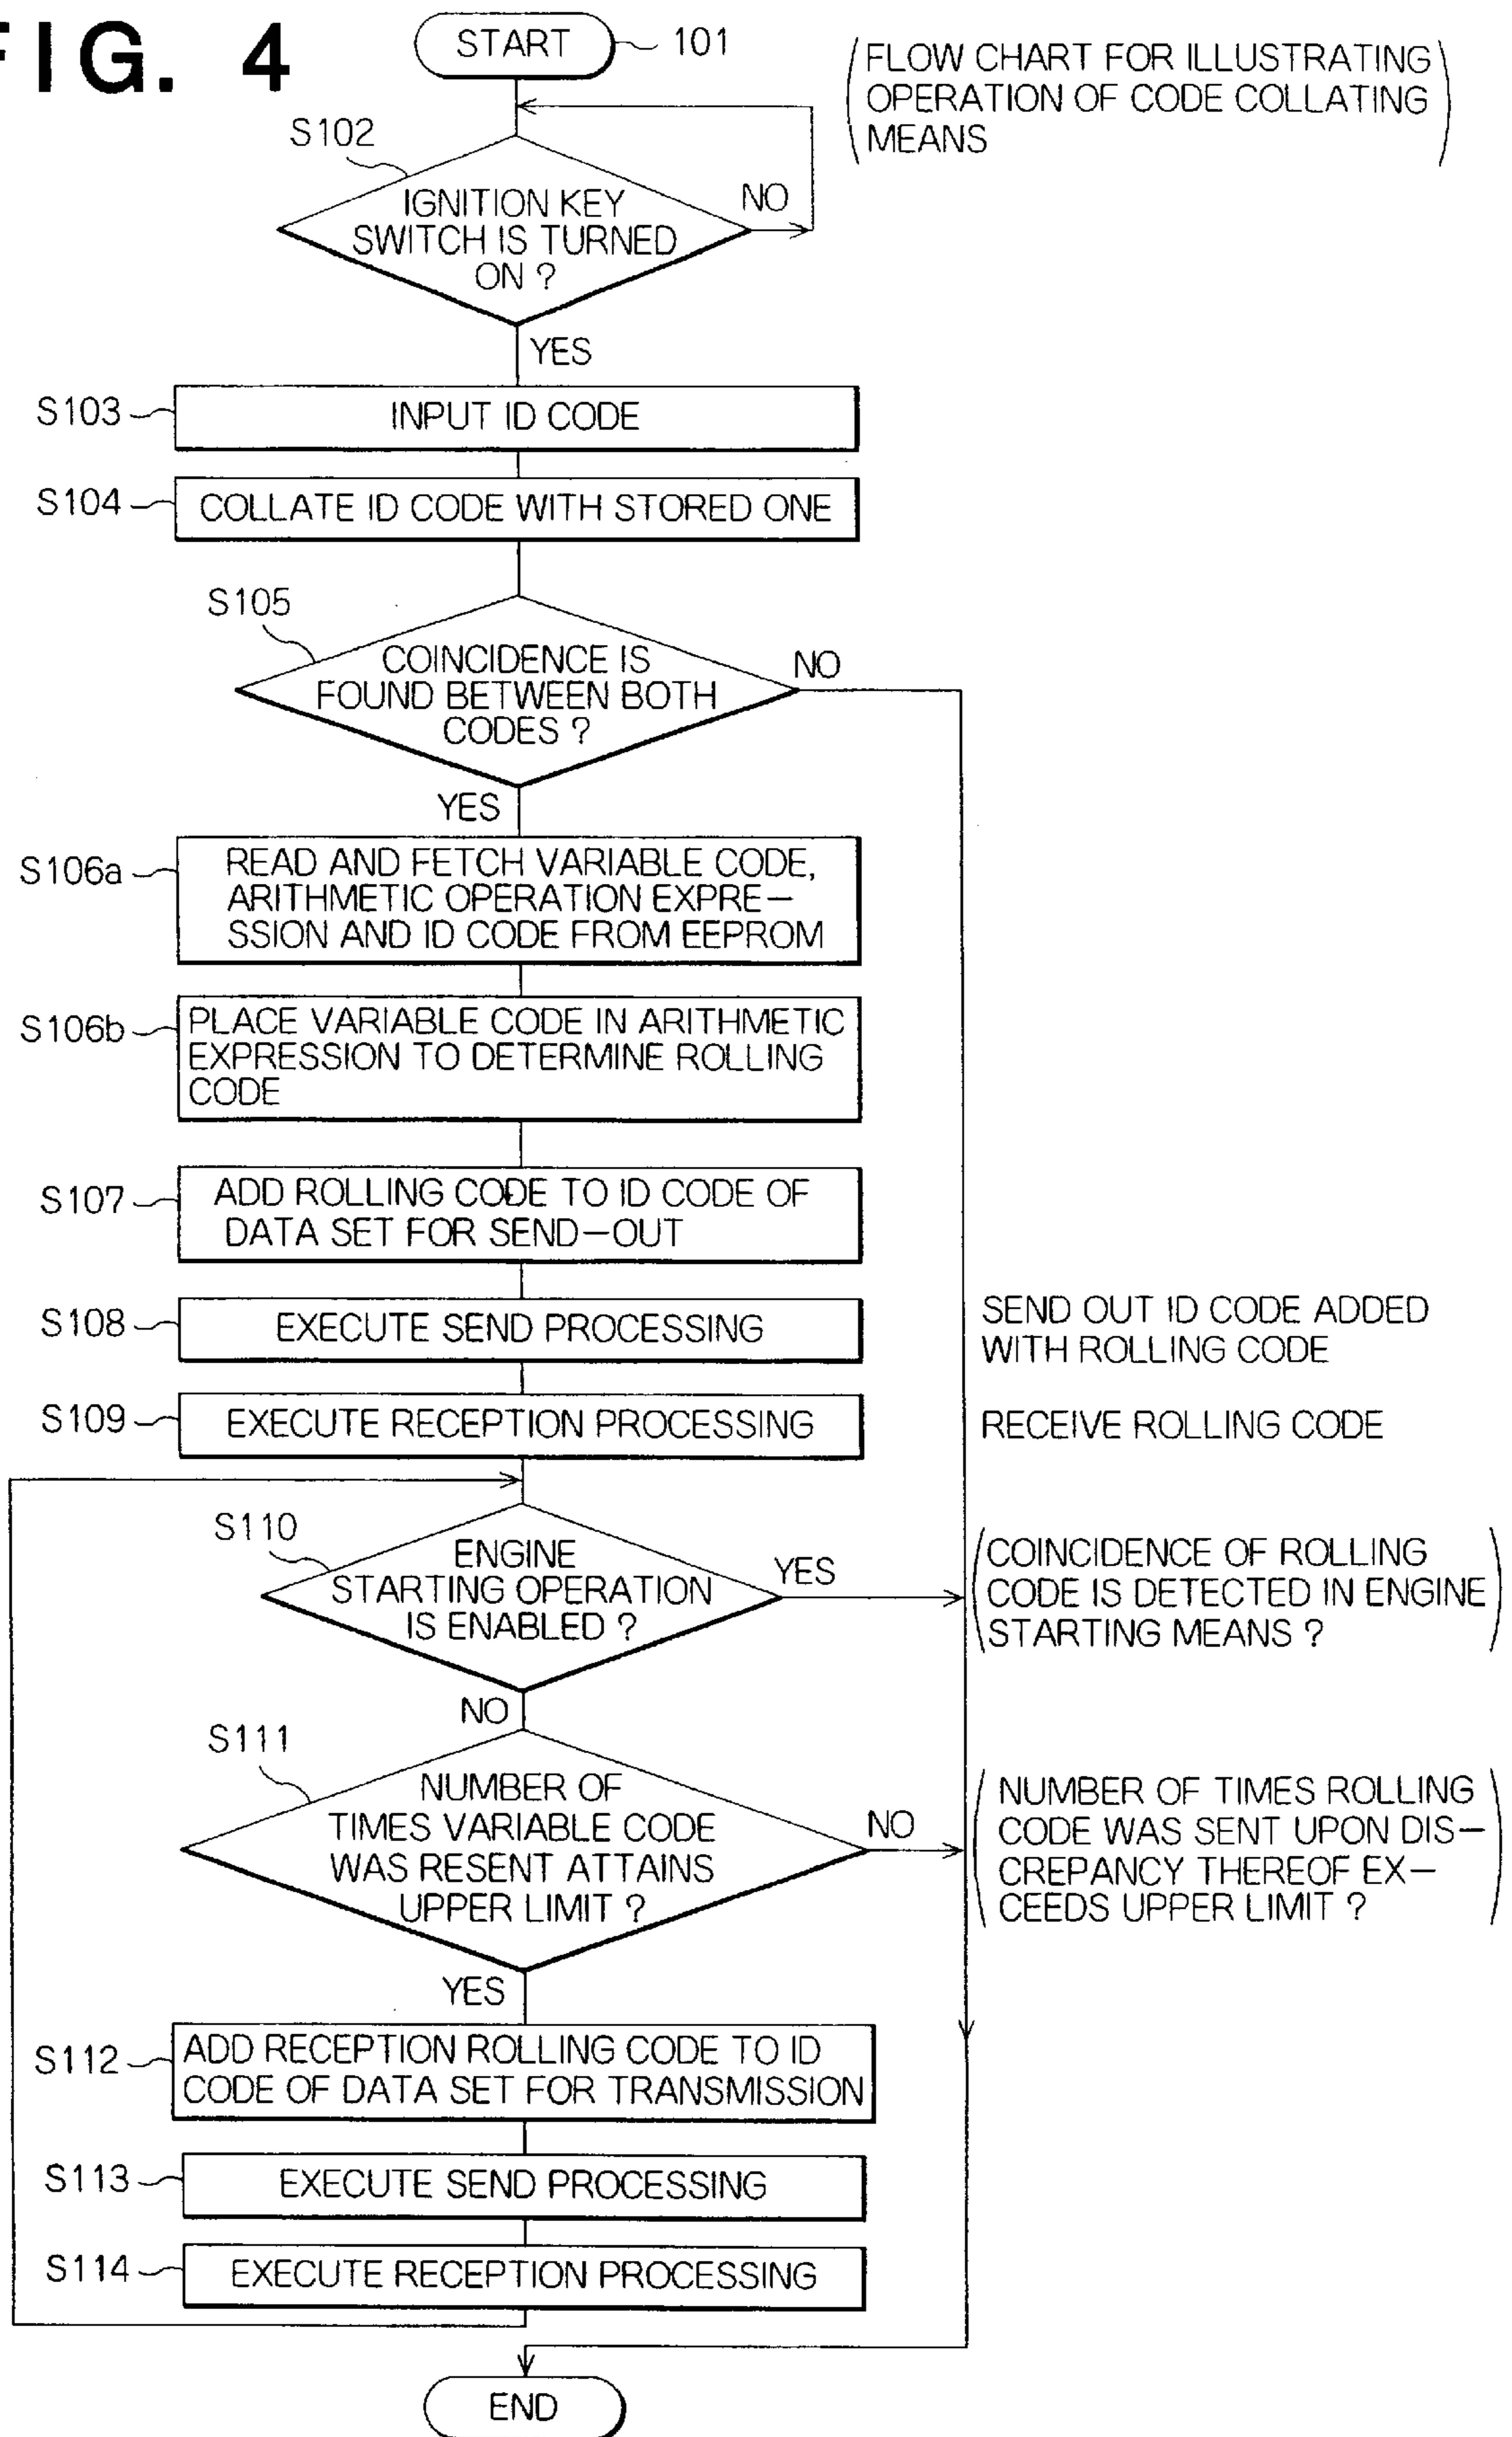 FIG. 4
START
101
(FLOW CHART FOR ILLUSTRATING
OPERATION OF CODE COLLATING
MEANS)
S102
IGNITION KEY
SWITCH IS TURNED
ON ?
NO
YES
S103
INPUT ID CODE
S104
COLLATE ID CODE WITH STORED ONE
S105
COINCIDENCE IS
FOUND BETWEEN BOTH
CODES ?
NO
YES
S106a
READ AND FETCH VARIABLE CODE,
ARITHMETIC OPERATION EXPRE—
SSION AND ID CODE FROM EEPROM
S106b
PLACE VARIABLE CODE IN ARITHMETIC
EXPRESSION TO DETERMINE ROLLING
CODE
S107
ADD ROLLING CODE TO ID CODE OF
DATA SET FOR SEND—OUT
S108
EXECUTE SEND PROCESSING
SEND OUT ID CODE ADDED
WITH ROLLING CODE
S109
EXECUTE RECEPTION PROCESSING
RECEIVE ROLLING CODE
S110
ENGINE
STARTING OPERATION
IS ENABLED ?
YES
(COINCIDENCE OF ROLLING
CODE IS DETECTED IN ENGINE
STARTING MEANS ?)
NO
S111
NUMBER OF
TIMES VARIABLE CODE
WAS RESENT ATTAINS
UPPER LIMIT ?
NO
(NUMBER OF TIMES ROLLING
CODE WAS SENT UPON DIS—
CREPANCY THEREOF EX—
CEEDS UPPER LIMIT ?)
YES
S112
ADD RECEPTION ROLLING CODE TO ID
CODE OF DATA SET FOR TRANSMISSION
S113
EXECUTE SEND PROCESSING
S114
EXECUTE RECEPTION PROCESSING
END